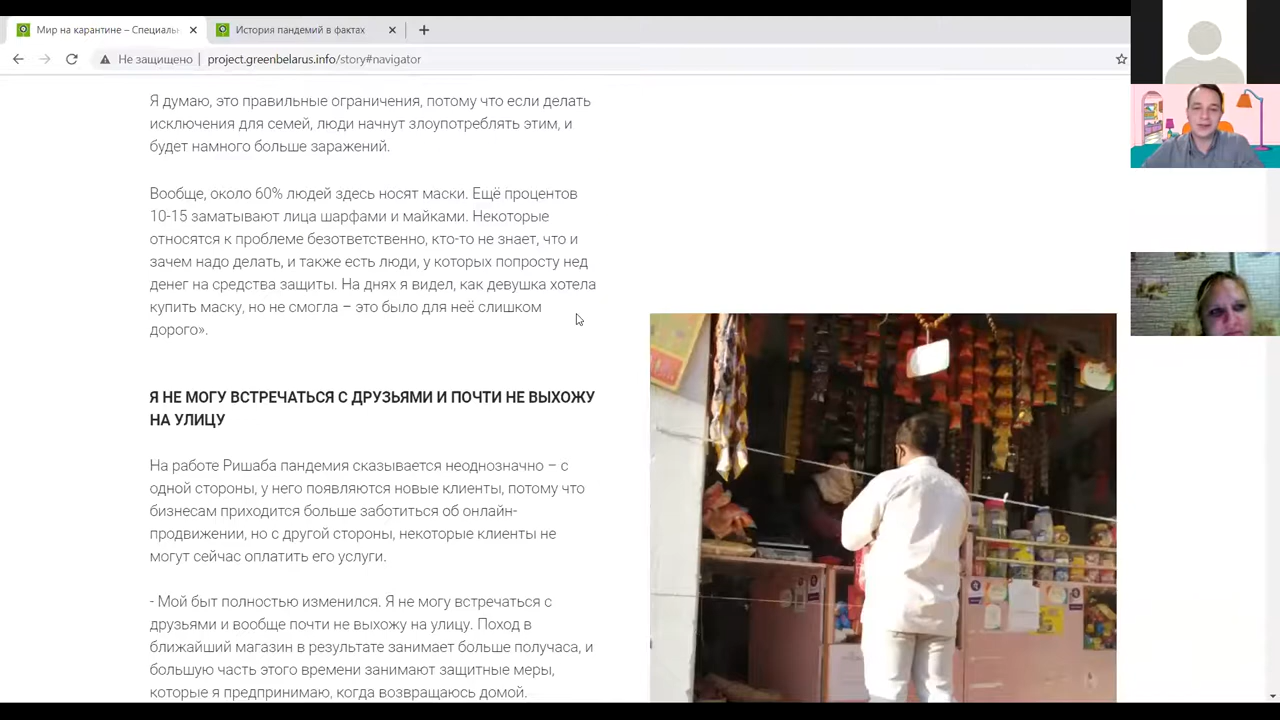 Мир на карантине – Специальн
История пандемий в фактах
Не защищено
project.greenbelarus.info/story#navigator
Я думаю, это правильные ограничения, потому что если делать
исключения для семей, люди начнут злоупотреблять этим, и
будет намного больше заражений.
Вообще, около 60% людей здесь носят маски. Ещё процентов
10-15 заматывают лица шарфами и майками. Некоторые
относятся к проблеме безответственно, кто-то не знает, что и
зачем надо делать, и также есть люди, у которых попросту нед
денег на средства защиты. На днях я видел, как девушка хотела
купить маску, но не смогла – это было для неё слишком
дорого».
Я НЕ МОГУ ВСТРЕЧАТЬСЯ С ДРУЗЬЯМИ И ПОЧТИ НЕ ВЫХОЖУ
НА УЛИЦУ
На работе Ришаба пандемия сказывается неоднозначно – с
одной стороны, у него появляются новые клиенты, потому что
бизнесам приходится больше заботиться об онлайн-
продвижении, но с другой стороны, некоторые клиенты не
могут сейчас оплатить его услуги.
- Мой быт полностью изменился. Я не могу встречаться с
друзьями и вообще почти не выхожу на улицу. Поход в
ближайший магазин в результате занимает больше получаса, и
большую часть этого времени занимают защитные меры,
которые я предпринимаю, когда возвращаюсь домой.